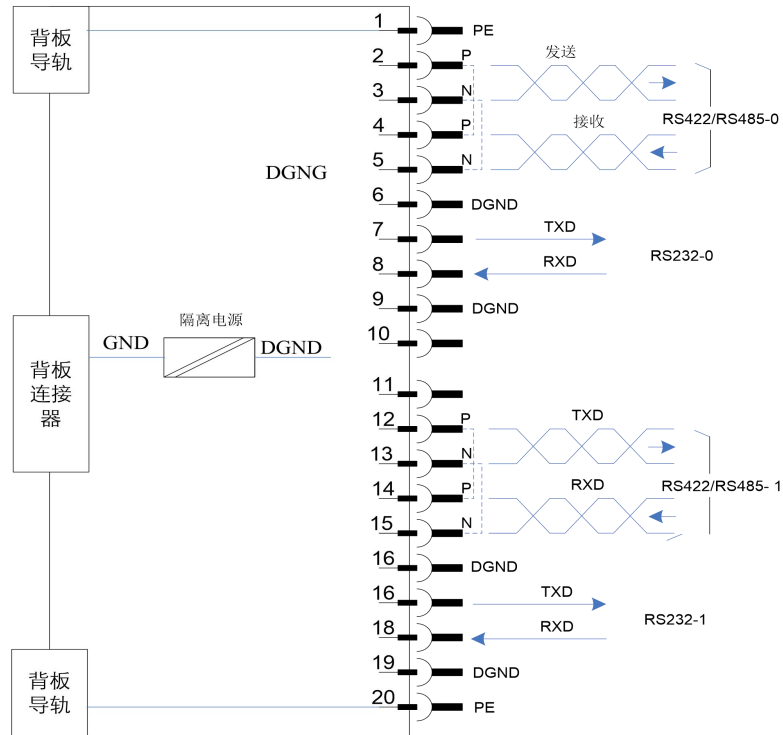 背板
导轨
1
PE
2
P
发送
3
N
RS422/RS485-0
4
P
接收
5
N
DGNG
6
DGND
7
TXD
RS232-0
8
RXD
9
DGND
隔离电源
GND
DGND
10
背板
连接
器
11
12
P
TXD
13
N
RS422/RS485- 1
14
P
RXD
15
N
16
DGND
16
TXD
RS232-1
18
RXD
19
DGND
背板
导轨
20
PE